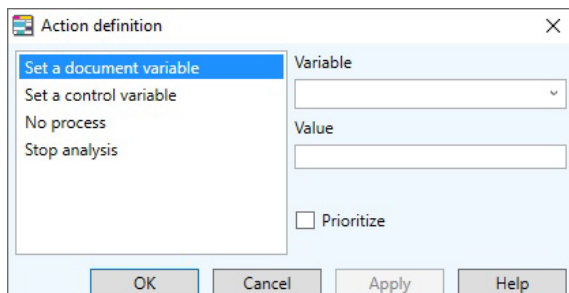 Action definition
Set a document variable
Set a control variable
No process
Stop analysis
Variable
Value
Prioritize
OK
Cancel
Apply
Help